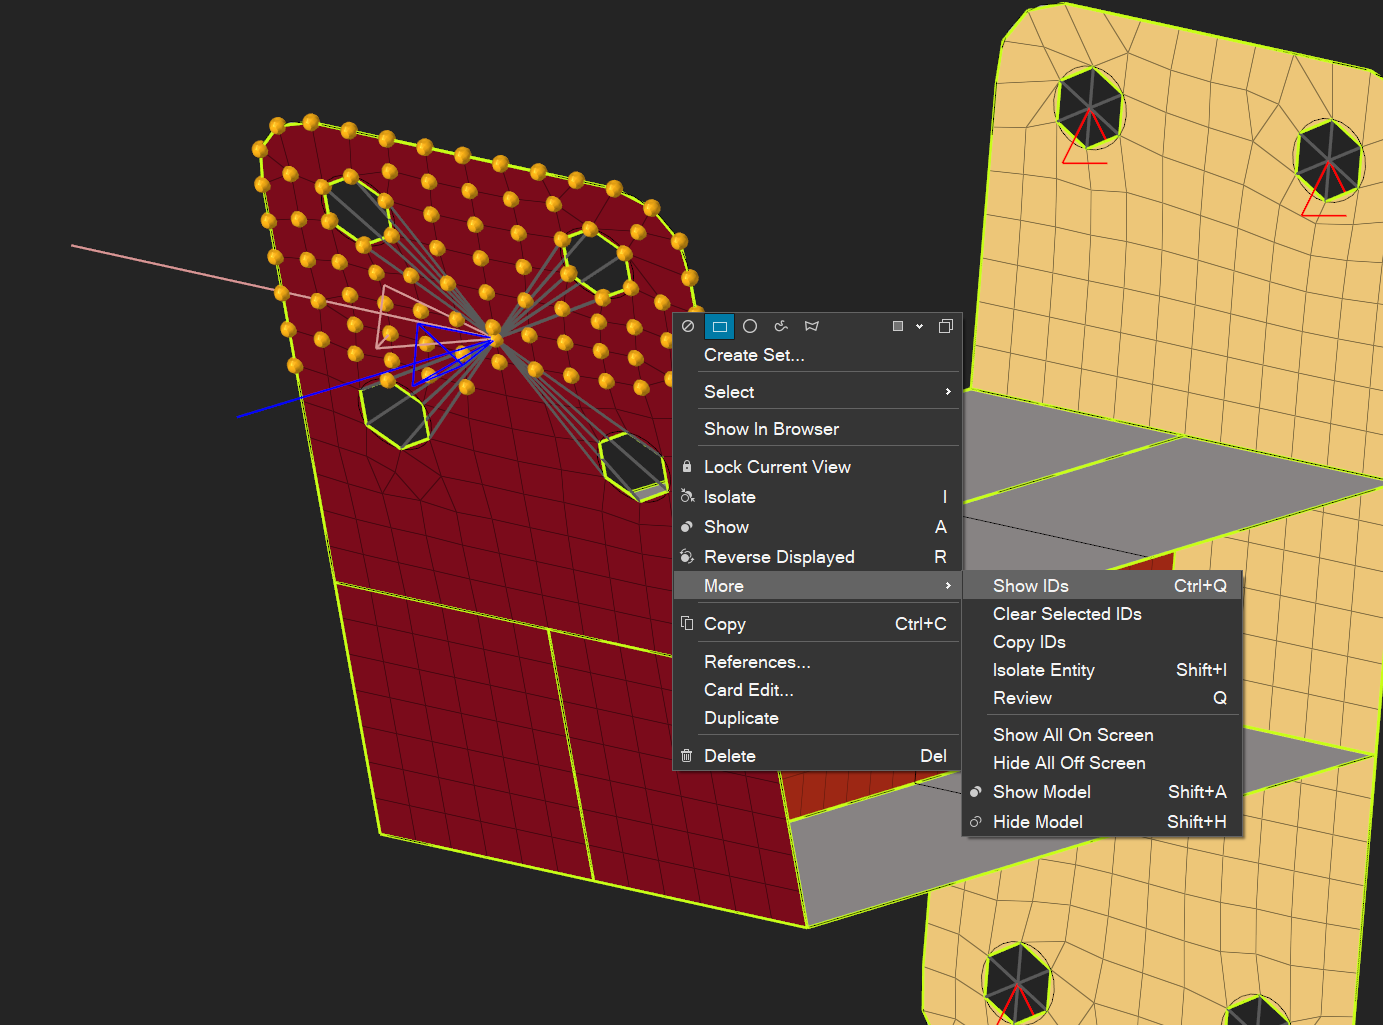 Create Set...
Select
Show In Browser
Lock Current View
Isolate I
Show A
Reverse Displayed R
More
Copy Ctrl+C
References...
Card Edit...
Duplicate
Delete Del
Show IDs Ctrl+Q
Clear Selected IDs
Copy IDs
Isolate Entity Shift+I
Review Q
Show All On Screen
Hide All Off Screen
Show Model Shift+A
Hide Model Shift+H